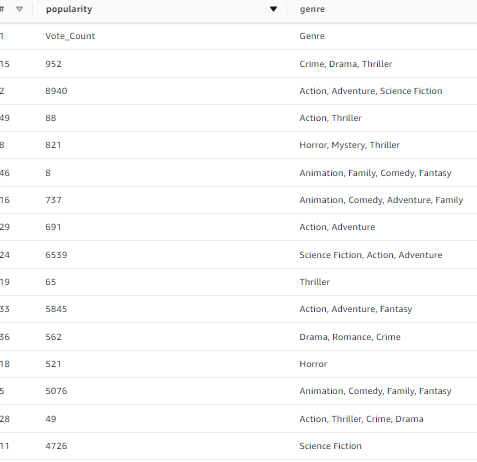 # popularity genre
1 Vote_Count Genre
15 952 Crime, Drama, Thriller
2 8940 Action, Adventure, Science Fiction
49 88 Action, Thriller
8 821 Horror, Mystery, Thriller
46 8 Animation, Family, Comedy, Fantasy
16 737 Animation, Comedy, Adventure, Family
29 691 Action, Adventure
24 6539 Science Fiction, Action, Adventure
19 65 Thriller
33 5845 Action, Adventure, Fantasy
36 562 Drama, Romance, Crime
18 521 Horror
5 5076 Animation, Comedy, Family, Fantasy
28 49 Action, Thriller, Crime, Drama
11 4726 Science Fiction